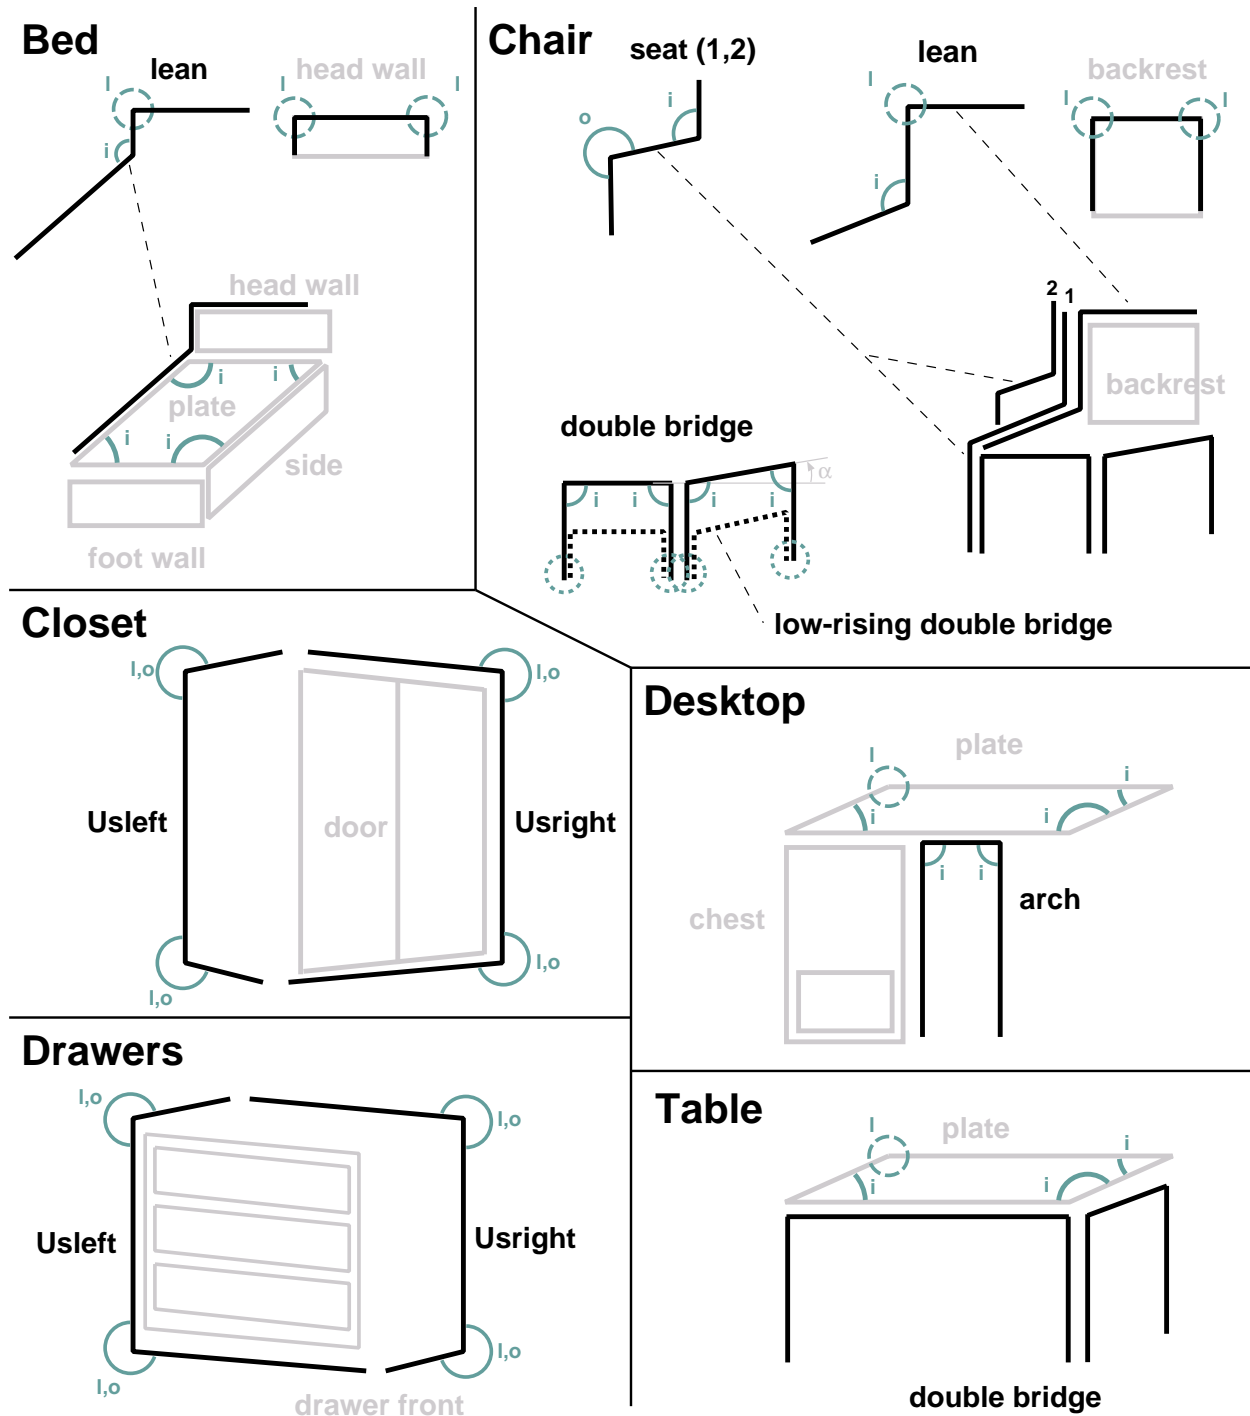 Bed
lean
head wall
l
l
l
i
head wall
i
i
plate
i
i
side
foot wall
Chair
seat (1,2)
lean
backrest
o
i
l
i
l
l
2
1
backrest
double bridge
α
i
i
i
i
low-rising double bridge
Closet
l,o
l,o
Usleft
door
Usright
l,o
l,o
Desktop
plate
l
i
i
i
i
i
chest
arch
Drawers
l,o
l,o
Usleft
Usright
l,o
l,o
drawer front
Table
plate
l
i
i
i
double bridge